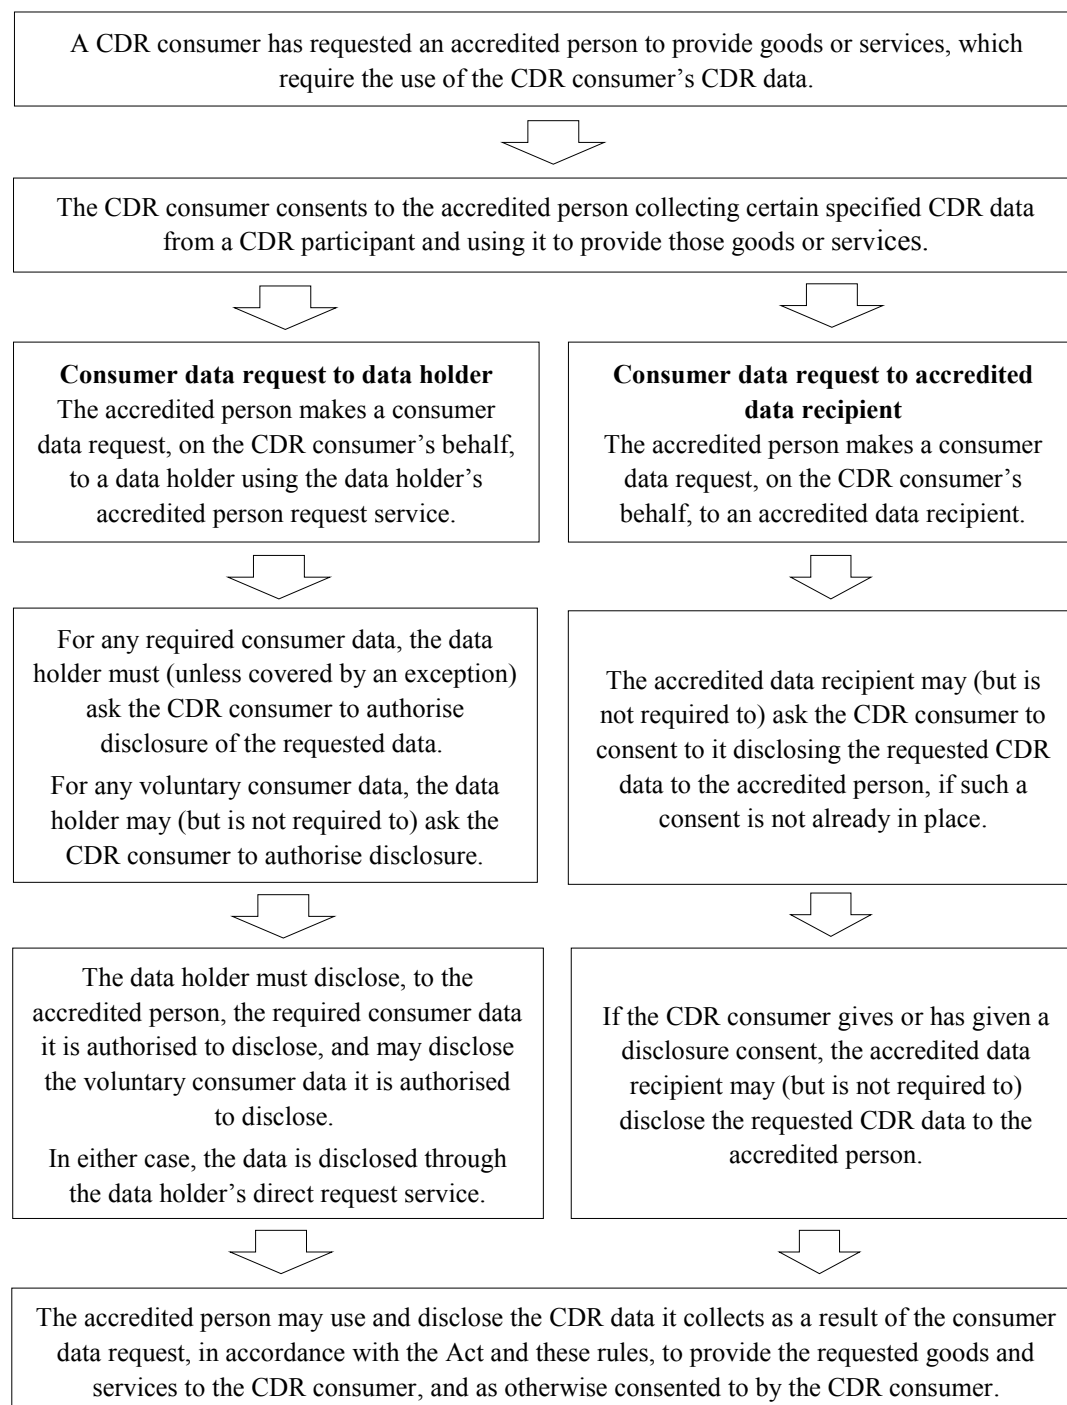 A CDR consumer has requested an accredited person to provide goods or services, which
require the use of the CDR consumer’s CDR data.
The CDR consumer consents to the accredited person collecting certain specified CDR data
from a CDR participant and using it to provide those goods or services.
Consumer data request to data holder
The accredited person makes a consumer
data request, on the CDR consumer’s behalf,
to a data holder using the data holder’s
accredited person request service.
Consumer data request to accredited
data recipient
The accredited person makes a consumer
data request, on the CDR consumer’s
behalf, to an accredited data recipient.
For any required consumer data, the data
holder must (unless covered by an exception)
ask the CDR consumer to authorise
disclosure of the requested data.
For any voluntary consumer data, the data
holder may (but is not required to) ask the
CDR consumer to authorise disclosure.
The accredited data recipient may (but is
not required to) ask the CDR consumer to
consent to it disclosing the requested CDR
data to the accredited person, if such a
consent is not already in place.
The data holder must disclose, to the
accredited person, the required consumer data
it is authorised to disclose, and may disclose
the voluntary consumer data it is authorised
to disclose.
In either case, the data is disclosed through
the data holder’s direct request service.
If the CDR consumer gives or has given a
disclosure consent, the accredited data
recipient may (but is not required to)
disclose the requested CDR data to the
accredited person.
The accredited person may use and disclose the CDR data it collects as a result of the consumer
data request, in accordance with the Act and these rules, to provide the requested goods and
services to the CDR consumer, and as otherwise consented to by the CDR consumer.